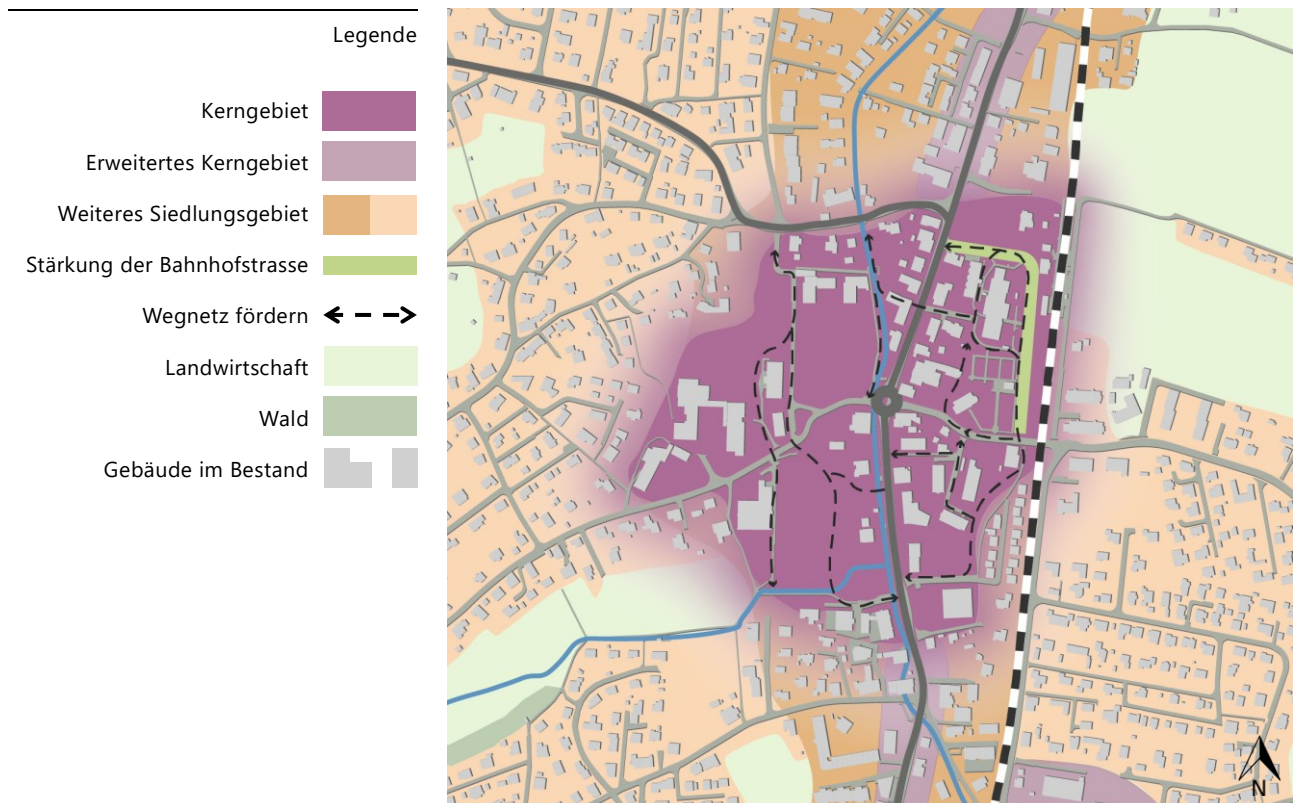 Legende
Kerngebiet
Erweitertes Kerngebiet
Weiteres Siedlungsgebiet
Stärkung der Bahnhofstrasse
Wegnetz fördern
Landwirtschaft
Wald
Gebäude im Bestand
N